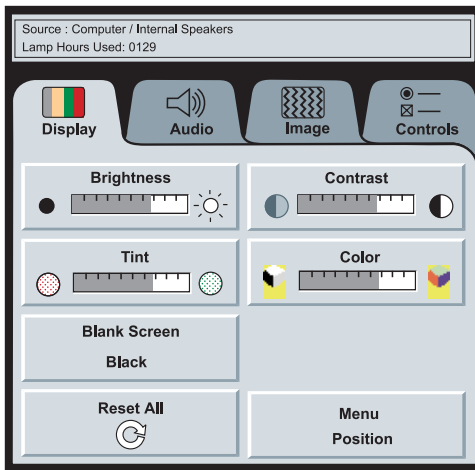 Source : Computer / Internal Speakers
Lamp Hours Used: 0129
Display
Audio
Image
Controls
Brightness
Contrast
Tint
Color
Blank Screen
Black
Reset All
Menu
Position